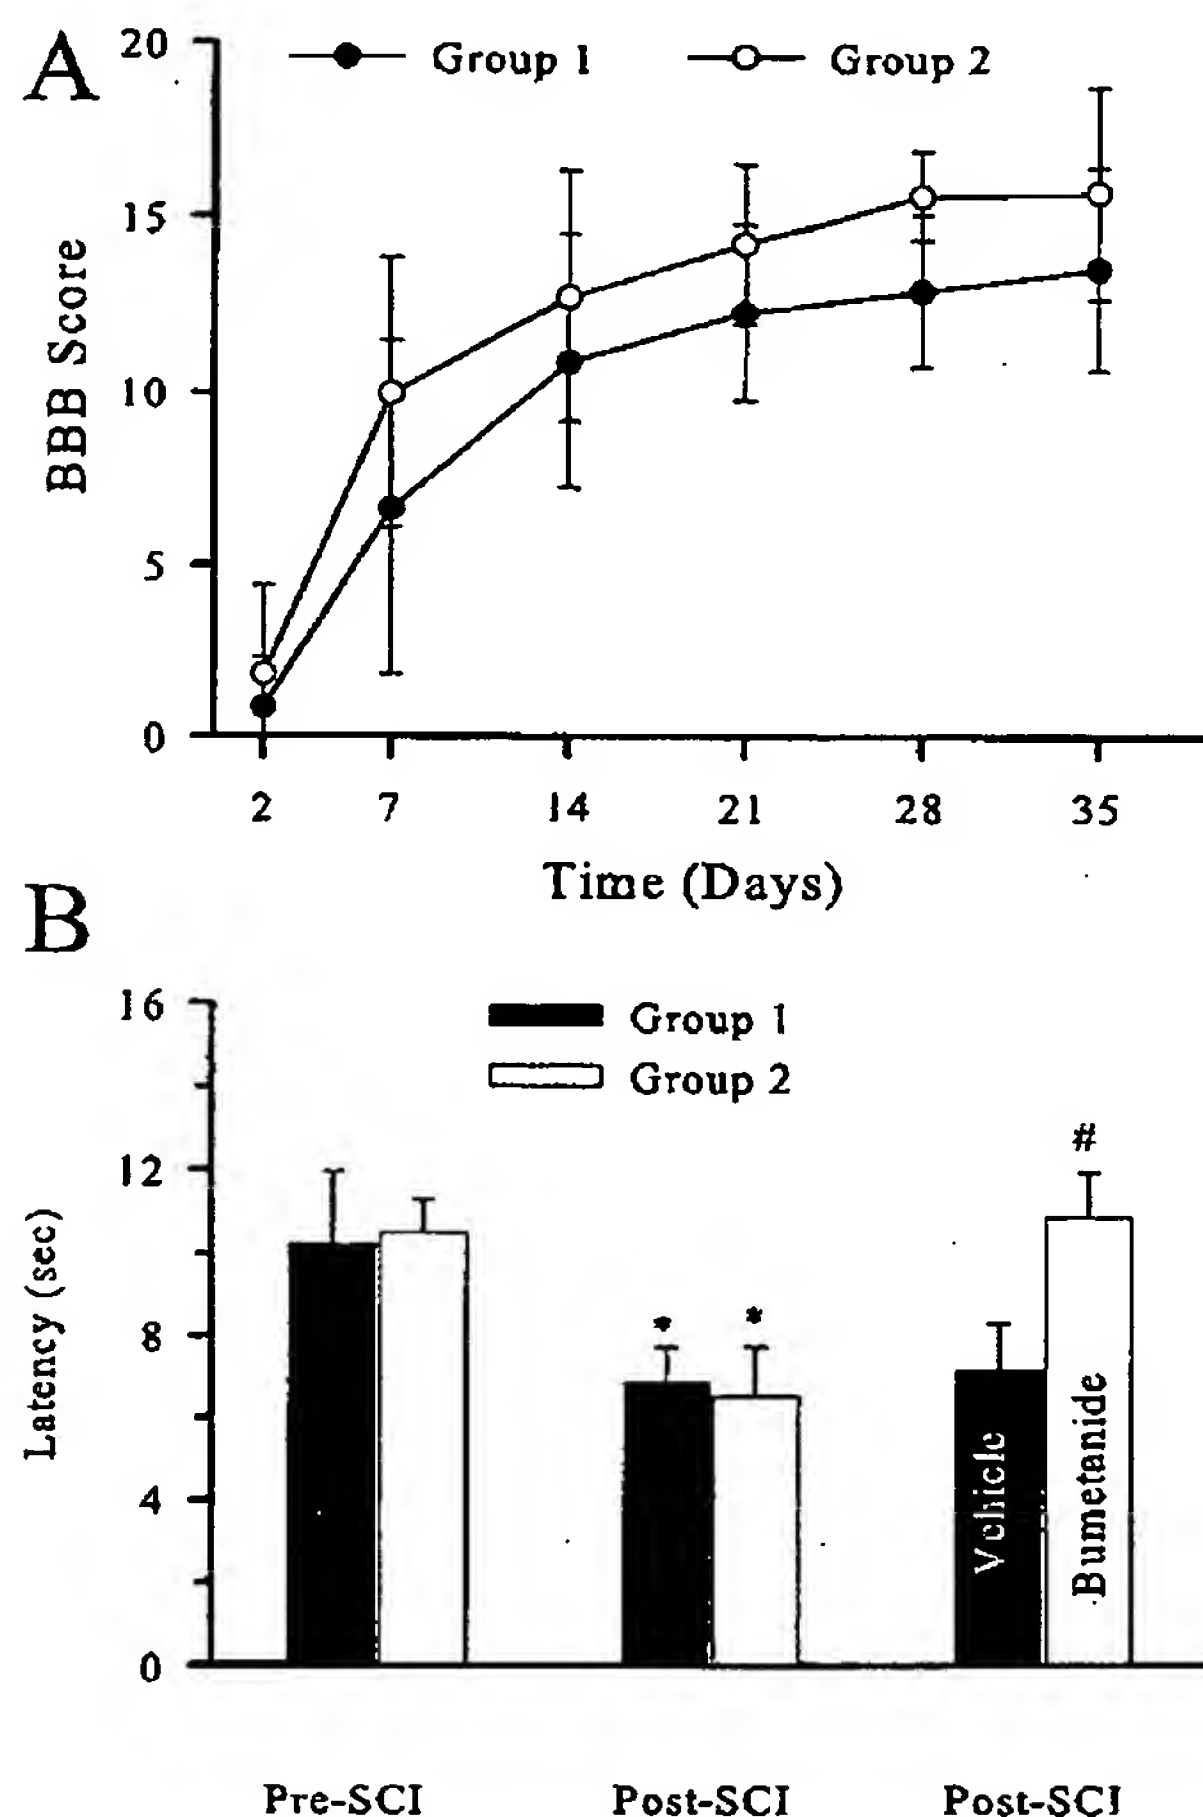 A
20
Group 1
Group 2
15
10
5
0
BBB Score
2 7 14 21 28 35
Time (Days)
B
16
Group 1
Group 2
12
8
4
0
Latency (sec)
*
*
#
Vehicle
Bumetanide
Pre-SCI Post-SCI Post-SCI